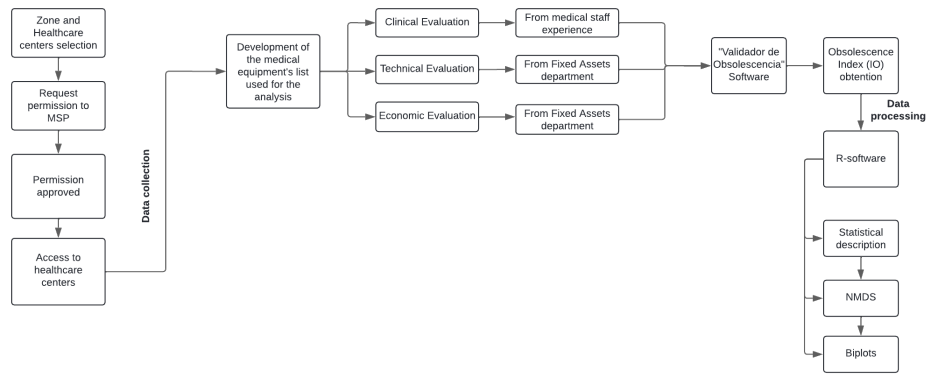 Zone and
Healthcare
centers selection
Request
permission to
MSP
Permission
approved
Access to
healthcare
centers
Data collection
Development of
the medical
equipment's list
used for the
analysis
Clinical Evaluation
From medical staff
experience
Technical Evaluation
From Fixed Assets
department
Economic Evaluation
From Fixed Assets
department
"Validador de
Obsolescencia"
Software
Obsolescence
Index (IO)
obtention
Data
processing
R-software
Statistical
description
NMDS
Biplots